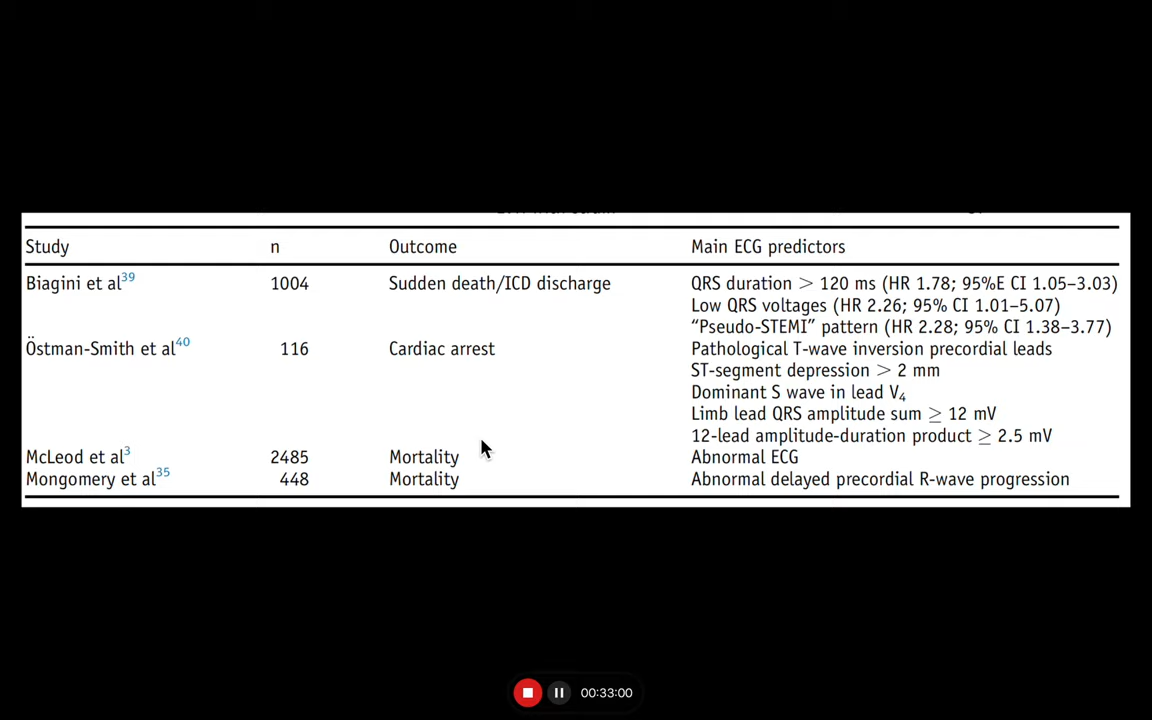 Study n Outcome Main ECG predictors
Biagini et al39 1004 Sudden death/ICD discharge QRS duration > 120 ms (HR 1.78; 95%E CI 1.05–3.03)
Low QRS voltages (HR 2.26; 95% CI 1.01–5.07)
“Pseudo-STEMI” pattern (HR 2.28; 95% CI 1.38–3.77)
Östman-Smith et al40 116 Cardiac arrest Pathological T-wave inversion precordial leads
ST-segment depression > 2 mm
Dominant S wave in lead V4
Limb lead QRS amplitude sum ≥ 12 mV
12-lead amplitude-duration product ≥ 2.5 mV
McLeod et al3 2485 Mortality Abnormal ECG
Mongomery et al35 448 Mortality Abnormal delayed precordial R-wave progression
00:33:00